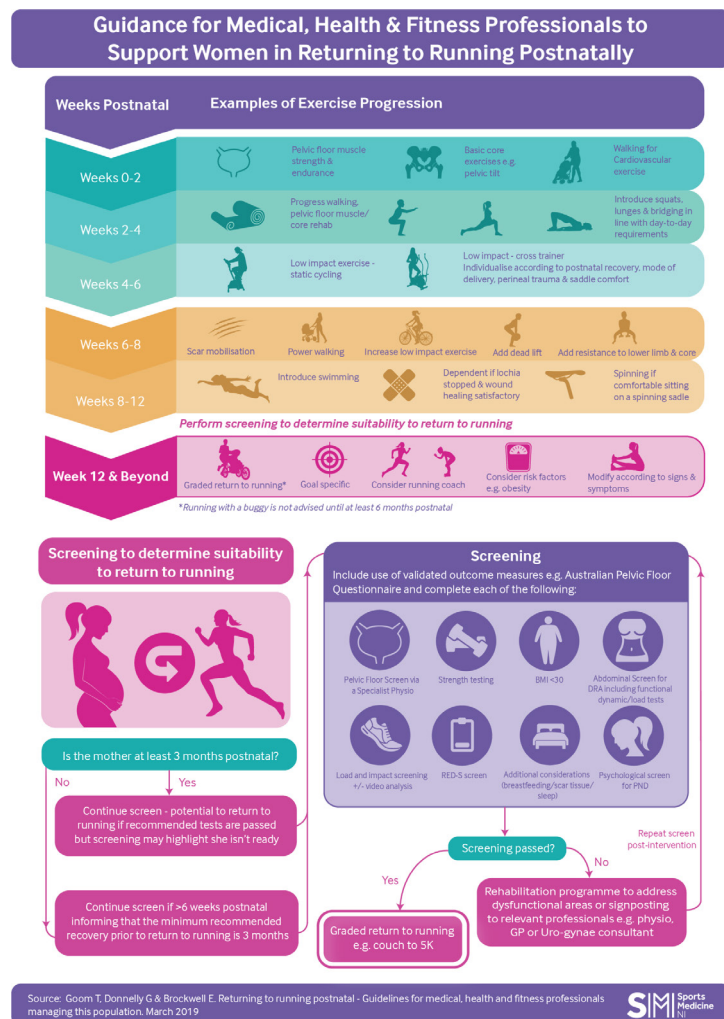 Guidance for Medical, Health & Fitness Professionals to
Support Women in Returning to Running Postnatally
Weeks Postnatal
Examples of Exercise Progression
Weeks 0-2
Pelvic floor muscle
strength &
endurance
Basic core
exercises e.g.
pelvic tilt
Walking for
Cardiovascular
exercise
Weeks 2-4
Progress walking,
pelvic floor muscle/
core rehab
Introduce squats,
lunges & bridging in
line with day-to-day
requirements
Weeks 4-6
Low impact exercise -
static cycling
Low impact - cross trainer
Individualise according to postnatal recovery, mode of
delivery, perineal trauma & saddle comfort
Weeks 6-8
Scar mobilisation
Power walking
Increase low impact exercise
Add dead lift
Add resistance to lower limb & core
Weeks 8-12
Introduce swimming
Dependent if lochia
stopped & wound
healing satisfactory
Spinning if
comfortable sitting
on a spinning sadle
Perform screening to determine suitability to return to running
Week 12 & Beyond
Graded return to running*
Goal specific
Consider running coach
Consider risk factors
e.g. obesity
Modify according to signs &
symptoms
*Running with a buggy is not advised until at least 6 months postnatal
Screening to determine suitability
to return to running
Is the mother at least 3 months postnatal?
No
Yes
Continue screen - potential to return to
running if recommended tests are passed
but screening may highlight she isn't ready
Continue screen if >6 weeks postnatal
informing that the minimum recommended
recovery prior to return to running is 3 months
Screening
Include use of validated outcome measures e.g. Australian Pelvic Floor
Questionnaire and complete each of the following:
Pelvic Floor Screen via
a Specialist Physio
Strength testing
BMI <30
Abdominal Screen for
DRA including functional
dynamic/load tests
Load and impact screening
+/- video analysis
RED-S screen
Additional considerations
(breastfeeding/scar tissue/
sleep)
Psychological screen
for PND
Screening passed?
Yes
No
Repeat screen
post-intervention
Graded return to running
e.g. couch to 5K
Rehabilitation programme to address
dysfunctional areas or signposting
to relevant professionals e.g. physio,
GP or Uro-gynae consultant
Source: Goom T, Donnelly G & Brockwell E. Returning to running postnatal - Guidelines for medical, health and fitness professionals
managing this population. March 2019
SMI Sports
Medicine
NI